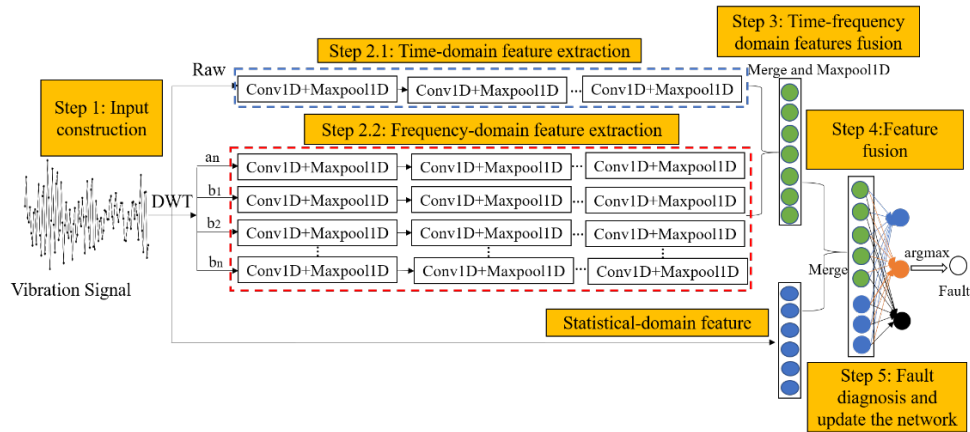 Step 1: Input
construction
Vibration Signal
DWT
Raw
Step 2.1: Time-domain feature extraction
Conv1D+Maxpool1D Conv1D+Maxpool1D ... Conv1D+Maxpool1D
Step 2.2: Frequency-domain feature extraction
an Conv1D+Maxpool1D Conv1D+Maxpool1D ... Conv1D+Maxpool1D
b1 Conv1D+Maxpool1D Conv1D+Maxpool1D ... Conv1D+Maxpool1D
b2 Conv1D+Maxpool1D Conv1D+Maxpool1D ... Conv1D+Maxpool1D
bn Conv1D+Maxpool1D Conv1D+Maxpool1D ... Conv1D+Maxpool1D
Statistical-domain feature
Step 3: Time-frequency
domain features fusion
Merge and Maxpool1D
Step 4:Feature
fusion
Merge
argmax
Fault
Step 5: Fault
diagnosis and
update the network